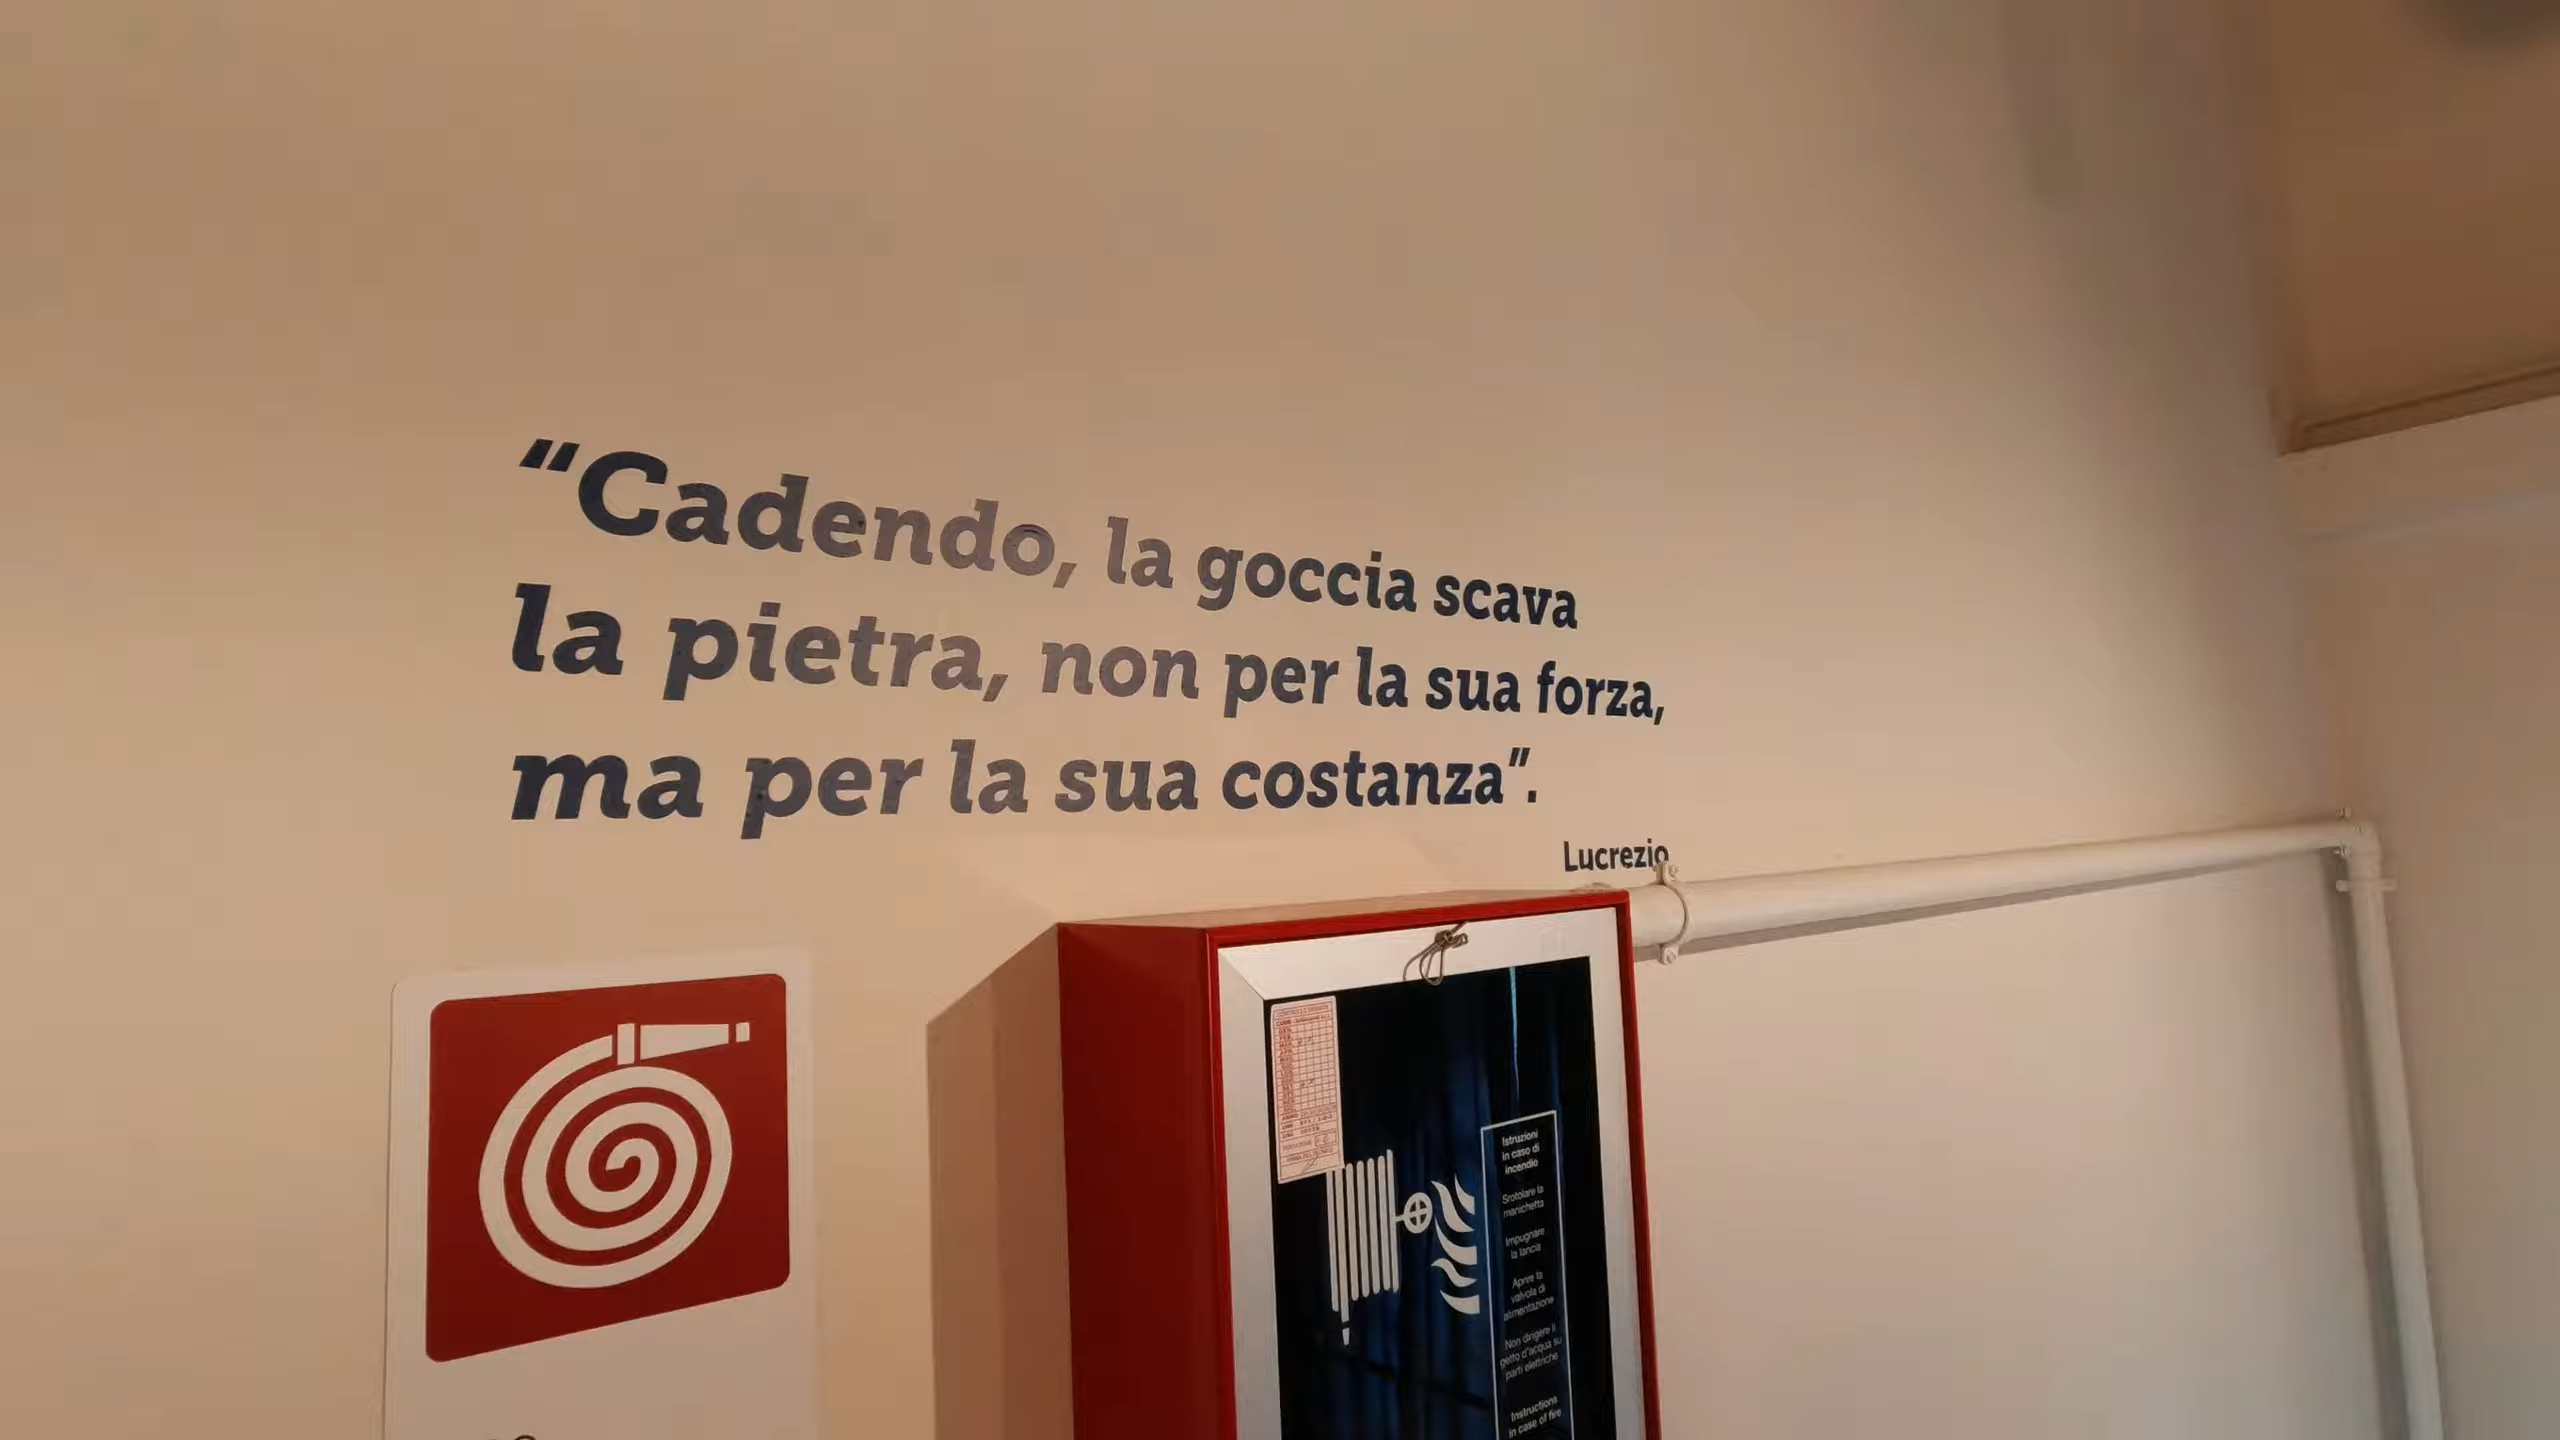 “Cadendo, la goccia scava
la pietra, non per la sua forza,
ma per la sua costanza”.
Lucrezio
Istruzioni
in caso di
incendio
Srotolare la
manichetta
Impugnare
la lancia
Aprire la
valvola di
alimentazione
Non dirigere il
getto d'acqua su
parti elettriche
Instructions
in case of fire